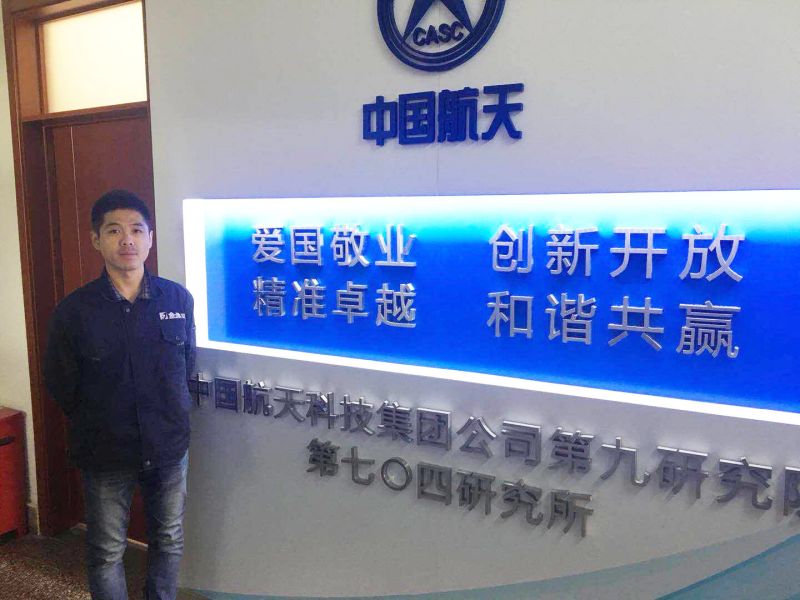 CASC
中国航天
爱国敬业 创新开放
精准卓越 和谐共赢
中国航天科技集团公司第九研究院
第七〇四研究所